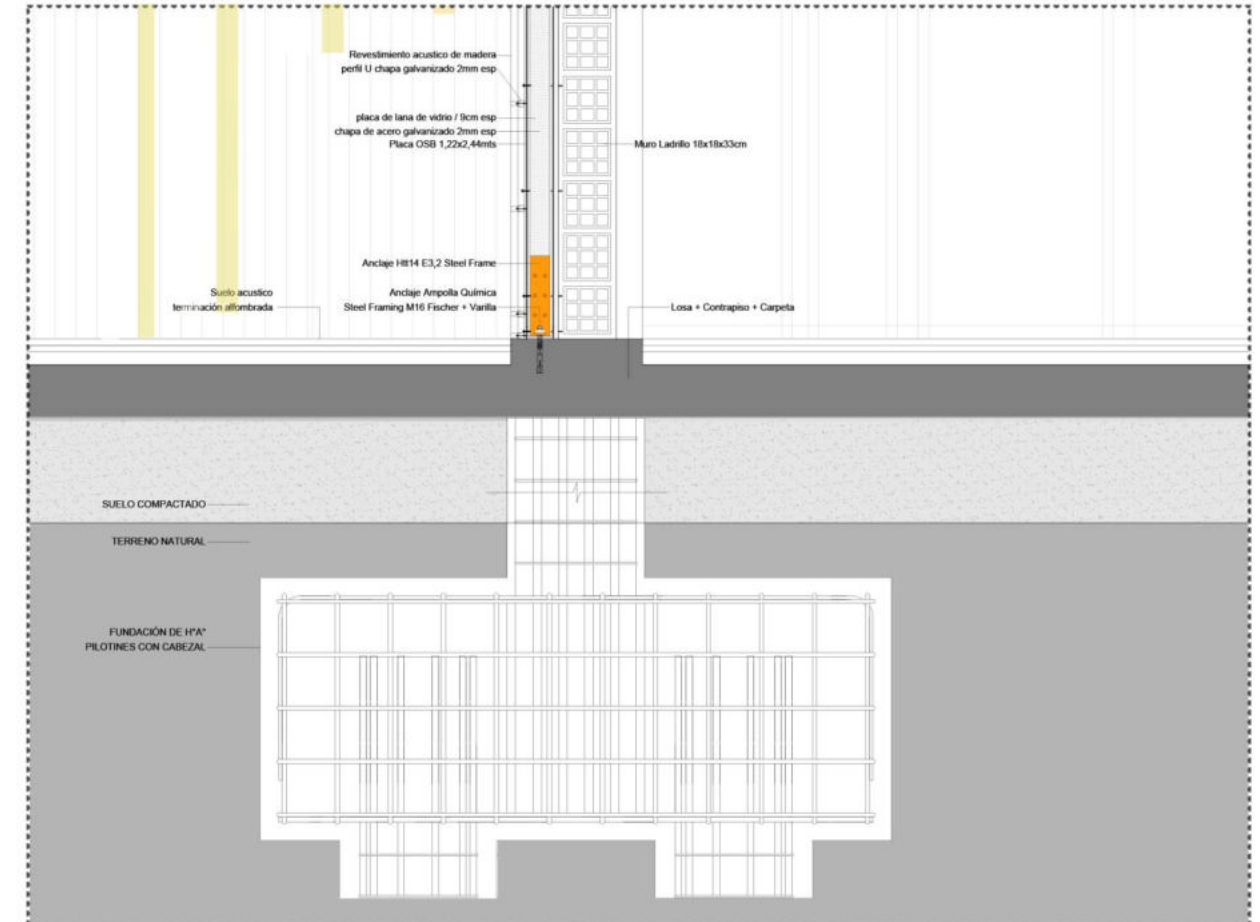 Revestimiento acustico de madera
perfil U chapa galvanizado 2mm esp
placa de lana de vidrio / 9cm esp
chapa de acero galvanizado 2mm esp
Placa OSB 1,22x2,44mts
Muro Ladrillo 18x18x33cm
Anclaje Htt14 E3,2 Steel Frame
Suelo acustico
terminación alfombrada
Anclaje Ampolla Química
Steel Framing M16 Fischer + Varilla
Losa + Contrapiso + Carpeta
SUELO COMPACTADO
TERRENO NATURAL
FUNDACIÓN DE H°A°
PILOTINES CON CABEZAL